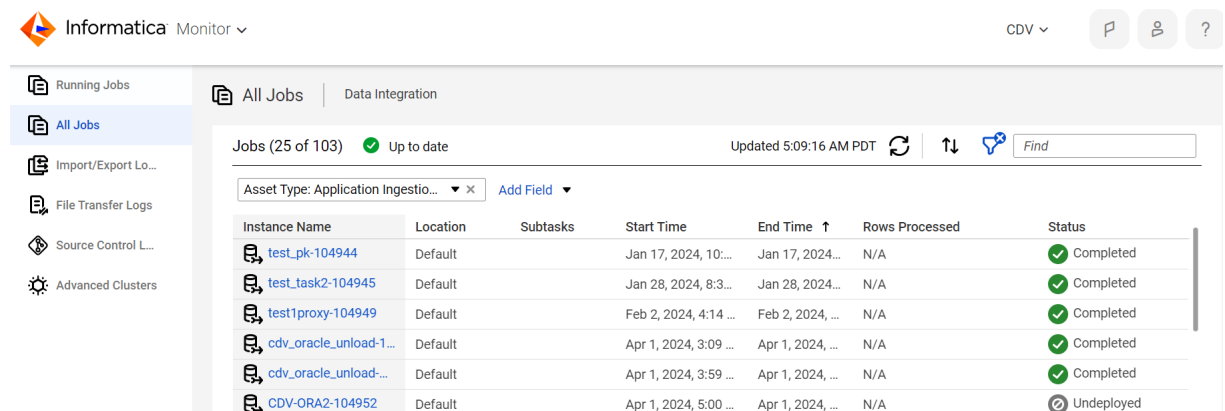 Informatica Monitor
CDV
?
Running Jobs
All Jobs
Import/Export Lo...
File Transfer Logs
Source Control L...
Advanced Clusters
All Jobs Data Integration
Jobs (25 of 103) Up to date Updated 5:09:16 AM PDT Find
Asset Type: Application Ingestio... Add Field
Instance Name Location Subtasks Start Time End Time Rows Processed Status
test_pk-104944 Default Jan 17, 2024, 10:... Jan 17, 2024... N/A Completed
test_task2-104945 Default Jan 28, 2024, 8:3... Jan 28, 2024... N/A Completed
test1proxy-104949 Default Feb 2, 2024, 4:14 ... Feb 2, 2024, ... N/A Completed
cdv_oracle_unload-1... Default Apr 1, 2024, 3:09 ... Apr 1, 2024, ... N/A Completed
cdv_oracle_unload-... Default Apr 1, 2024, 3:59 ... Apr 1, 2024, ... N/A Completed
CDV-ORA2-104952 Default Apr 1, 2024, 5:00 ... Apr 1, 2024, ... N/A Undeployed